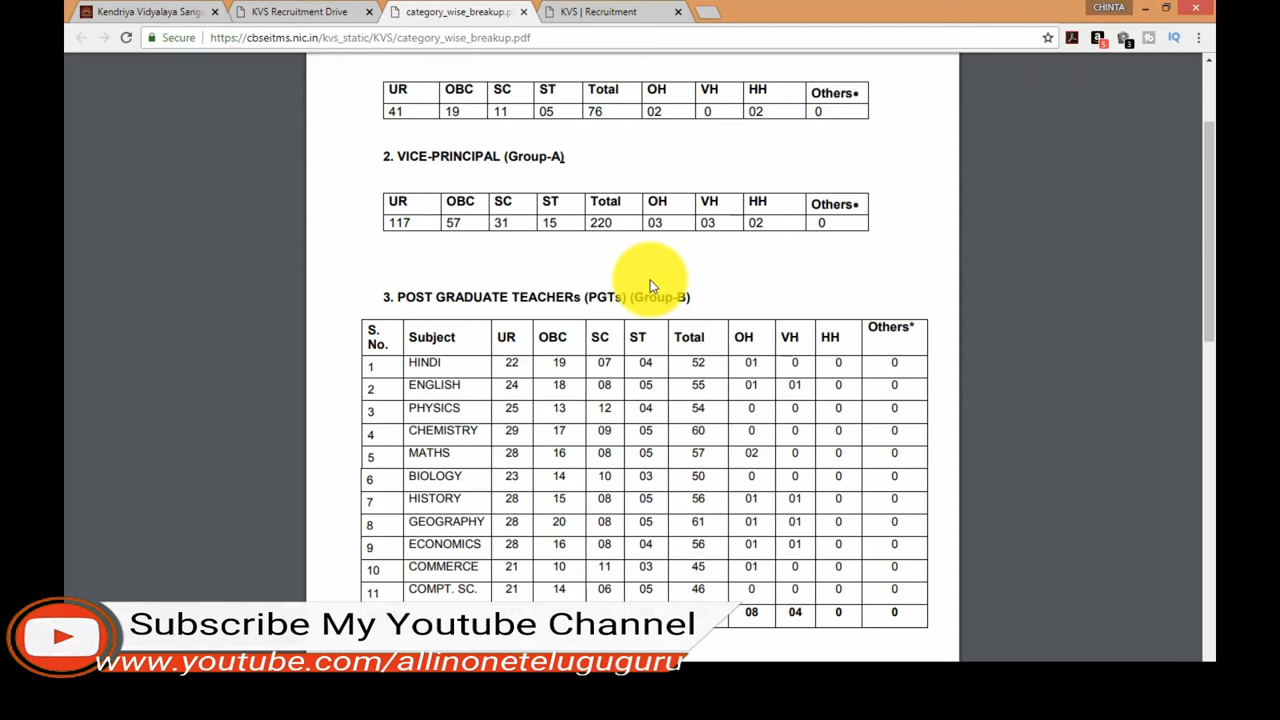 Kendriya Vidyalaya Sanga
KVS Recruitment Drive
category_wise_breakup.p
KVS | Recruitment
CHINTA
Secure https://cbseitms.nic.in/kvs_static/KVS/category_wise_breakup.pdf
5 3 IQ
UR OBC SC ST Total OH VH HH Others*
41 19 11 05 76 02 0 02 0
2. VICE-PRINCIPAL (Group-A)
UR OBC SC ST Total OH VH HH Others*
117 57 31 15 220 03 03 02 0
3. POST GRADUATE TEACHERs (PGTs) (Group-B)
S. No. Subject UR OBC SC ST Total OH VH HH Others*
1 HINDI 22 19 07 04 52 01 0 0 0
2 ENGLISH 24 18 08 05 55 01 01 0 0
3 PHYSICS 25 13 12 04 54 0 0 0 0
4 CHEMISTRY 29 17 09 05 60 0 0 0 0
5 MATHS 28 16 08 05 57 02 0 0 0
6 BIOLOGY 23 14 10 03 50 0 0 0 0
7 HISTORY 28 15 08 05 56 01 01 0 0
8 GEOGRAPHY 28 20 08 05 61 01 01 0 0
9 ECONOMICS 28 16 08 04 56 01 01 0 0
10 COMMERCE 21 10 11 03 45 01 0 0 0
11 COMPT. SC. 21 14 06 05 46 0 0 0 0
08 04 0 0
Subscribe My Youtube Channel
www.youtube.com/allinoneteluguguru